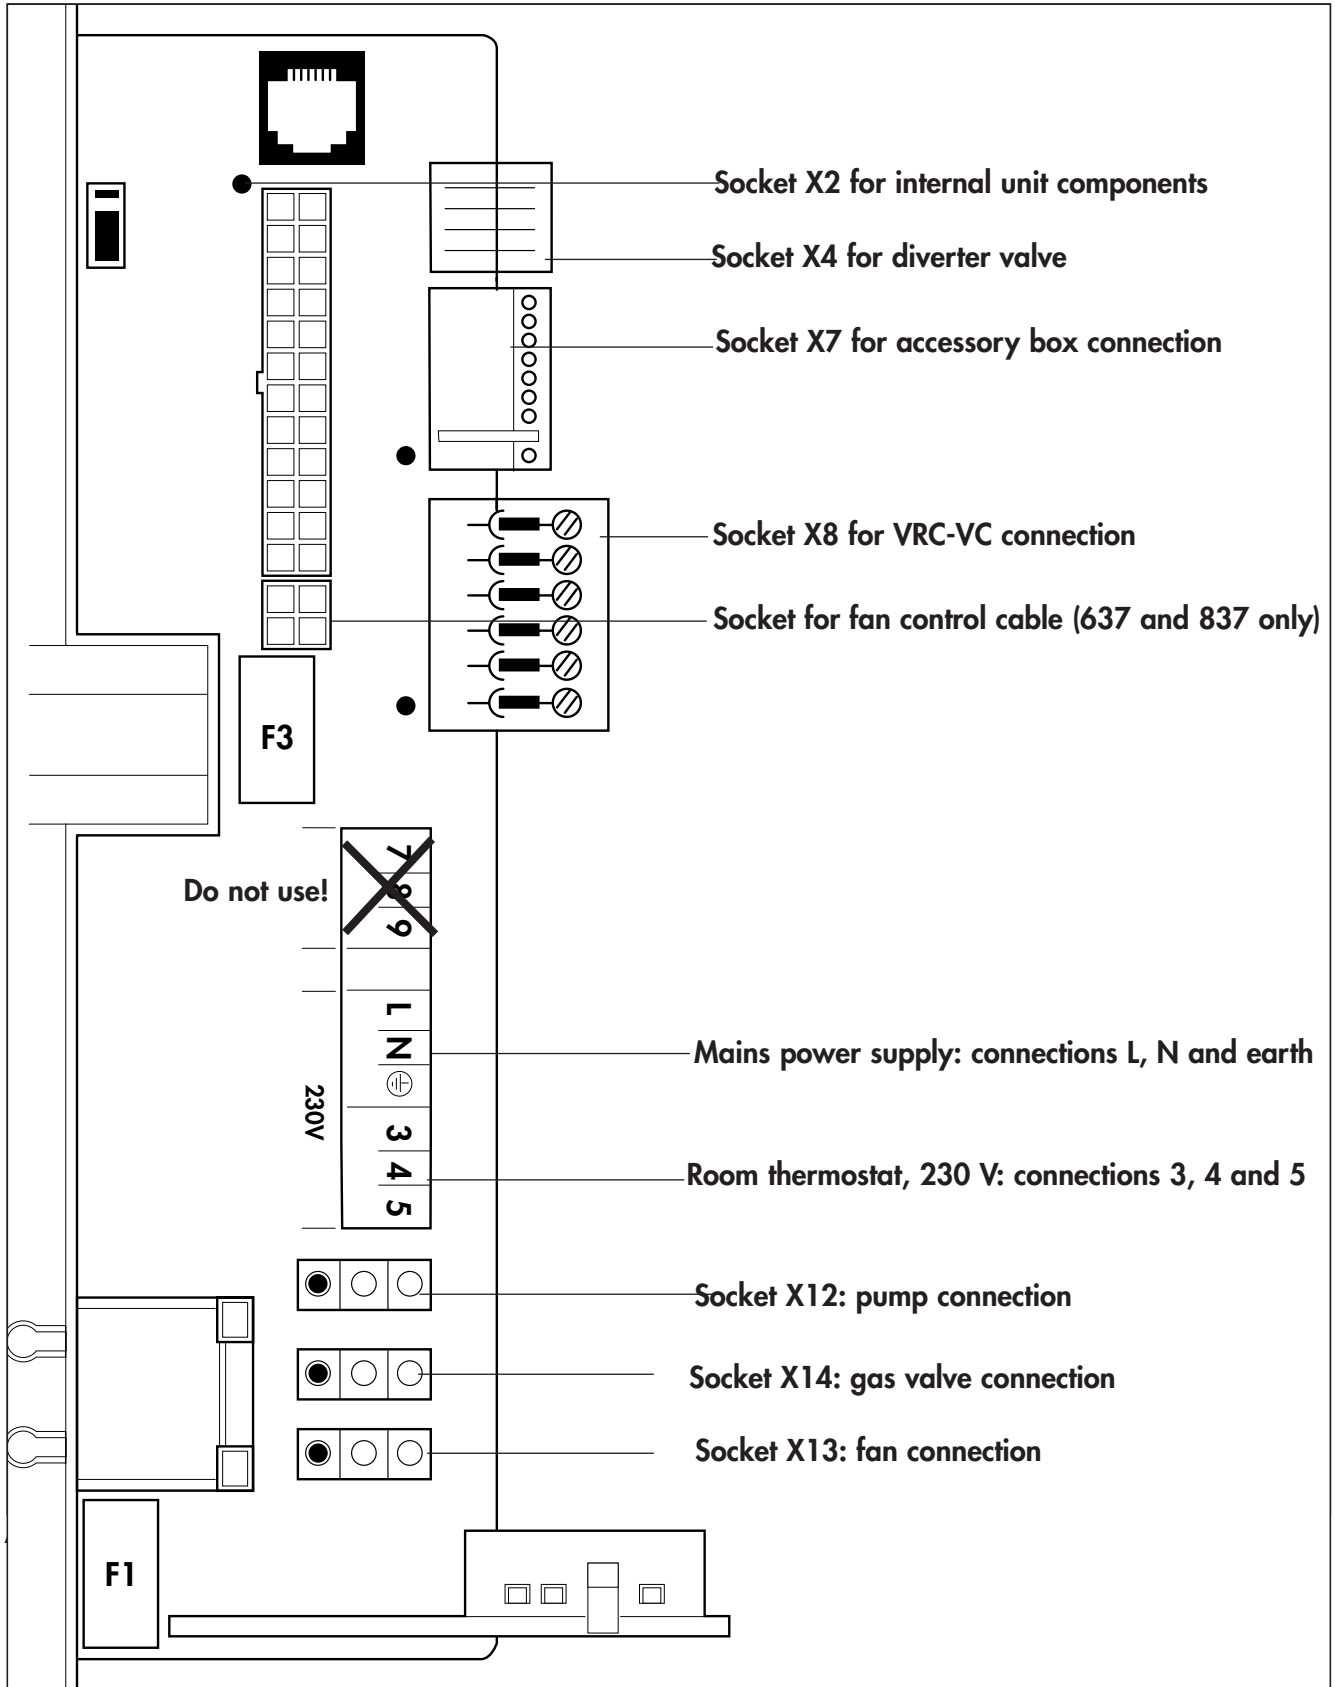 Socket X2 for internal unit components
Socket X4 for diverter valve
Socket X7 for accessory box connection
Socket X8 for VRC-VC connection
Socket for fan control cable (637 and 837 only)
F3
Do not use!
7
8
9
L
N
230V
3
4
5
Mains power supply: connections L, N and earth
Room thermostat, 230 V: connections 3, 4 and 5
Socket X12: pump connection
Socket X14: gas valve connection
Socket X13: fan connection
F1